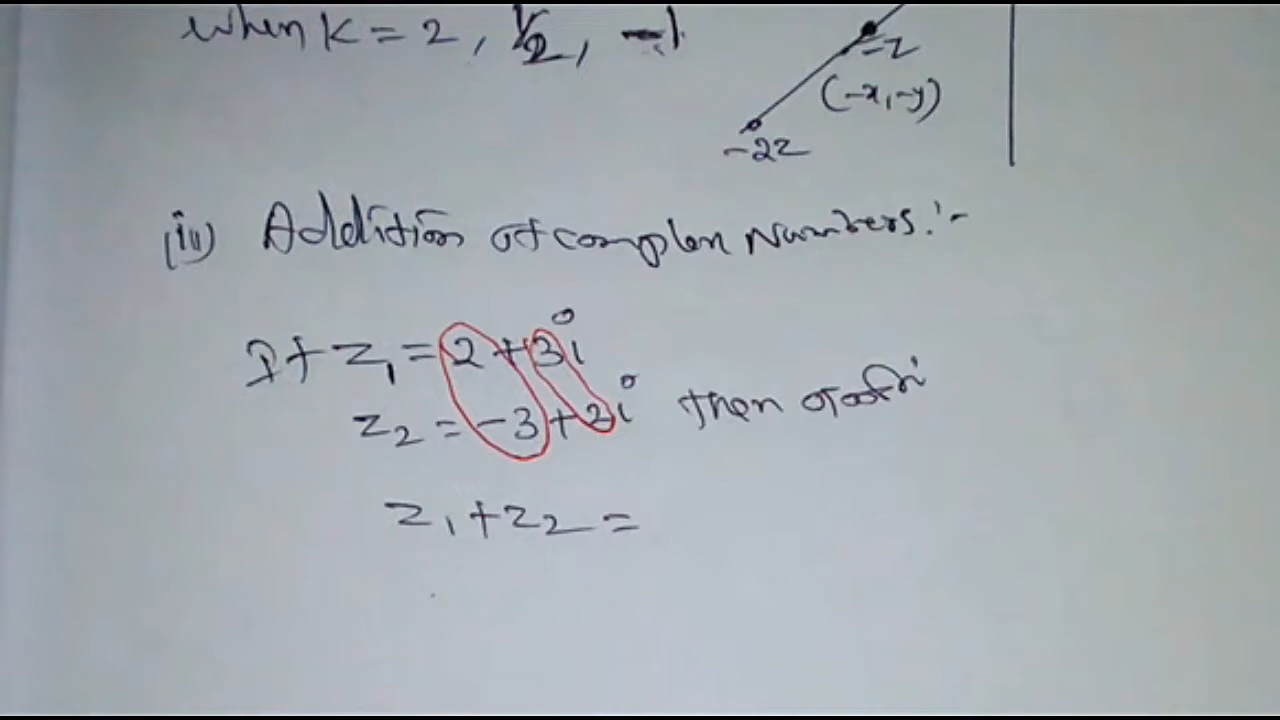 when K = 2, 1/2, -1
-z
(-x, -y)
-2z
(iv) Addition of complex Numbers :-
If z₁ = 2 + 3i
z₂ = -3 + 2i then
z₁ + z₂ =